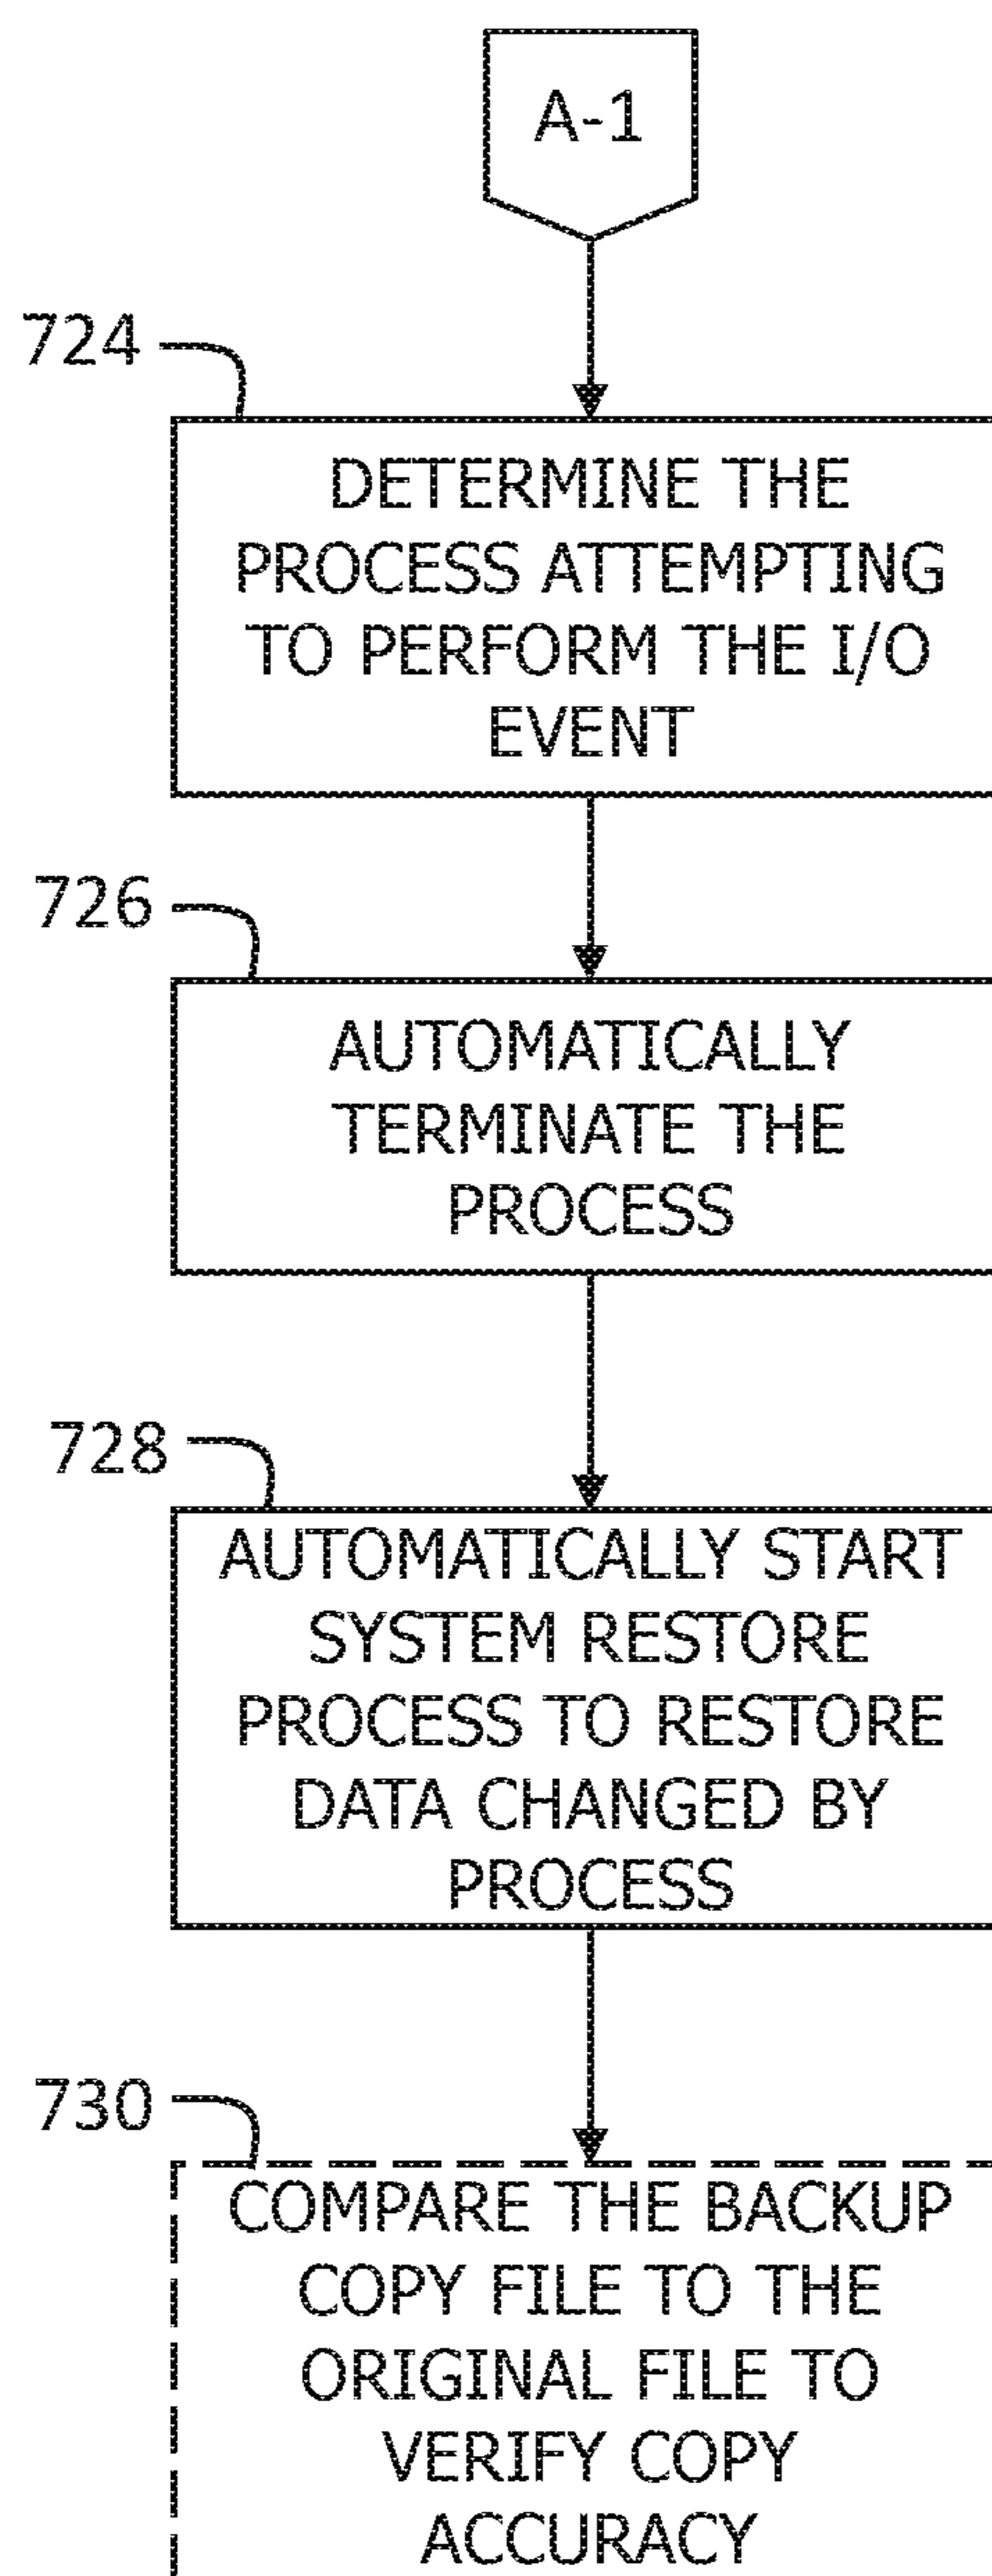 A-1
724
DETERMINE THE
PROCESS ATTEMPTING
TO PERFORM THE I/O
EVENT
726
AUTOMATICALLY
TERMINATE THE
PROCESS
728
AUTOMATICALLY START
SYSTEM RESTORE
PROCESS TO RESTORE
DATA CHANGED BY
PROCESS
730
COMPARE THE BACKUP
COPY FILE TO THE
ORIGINAL FILE TO
VERIFY COPY
ACCURACY